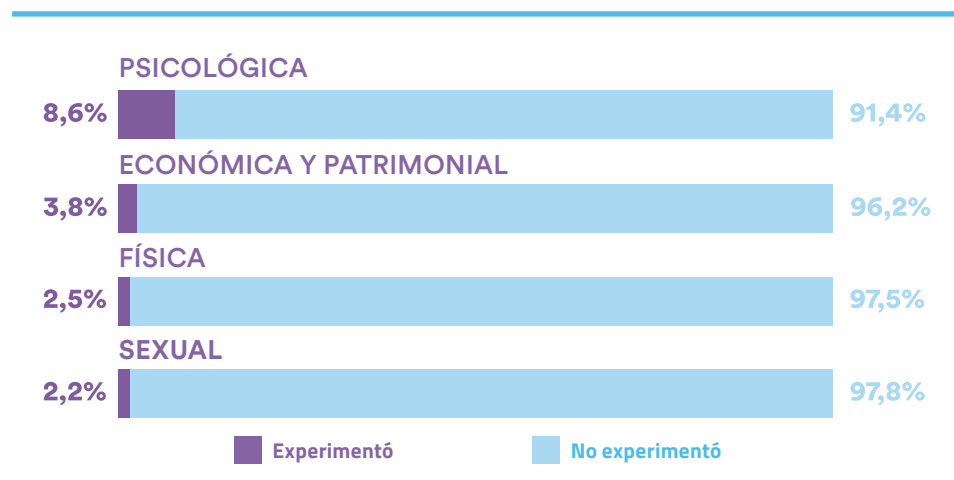 PSICOLÓGICA
8,6% 91,4%
ECONÓMICA Y PATRIMONIAL
3,8% 96,2%
FÍSICA
2,5% 97,5%
SEXUAL
2,2% 97,8%
Experimentó No experimentó